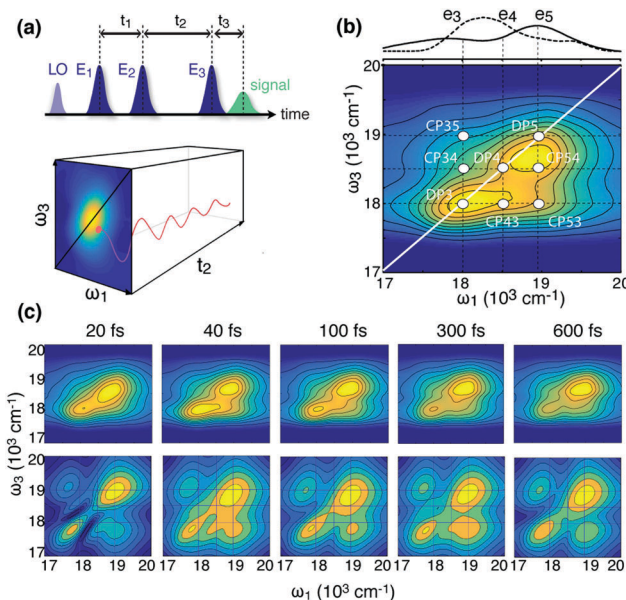 (a)
t₁ t₂ t₃
LO E₁ E₂ E₃ signal
time
ω₃
ω₁
t₂
(b)
e₃ e₄ e₅
ω₃ (10³ cm⁻¹)
20
19
18
17
CP35 DP5
CP34 DP4 CP54
DP3 CP43 CP53
17 18 19 20
ω₁ (10³ cm⁻¹)
(c)
20 fs 40 fs 100 fs 300 fs 600 fs
ω₃ (10³ cm⁻¹)
20
19
18
17
20
19
18
17
17 18 19 20 17 18 19 20 17 18 19 20 17 18 19 20 17 18 19 20
ω₁ (10³ cm⁻¹)